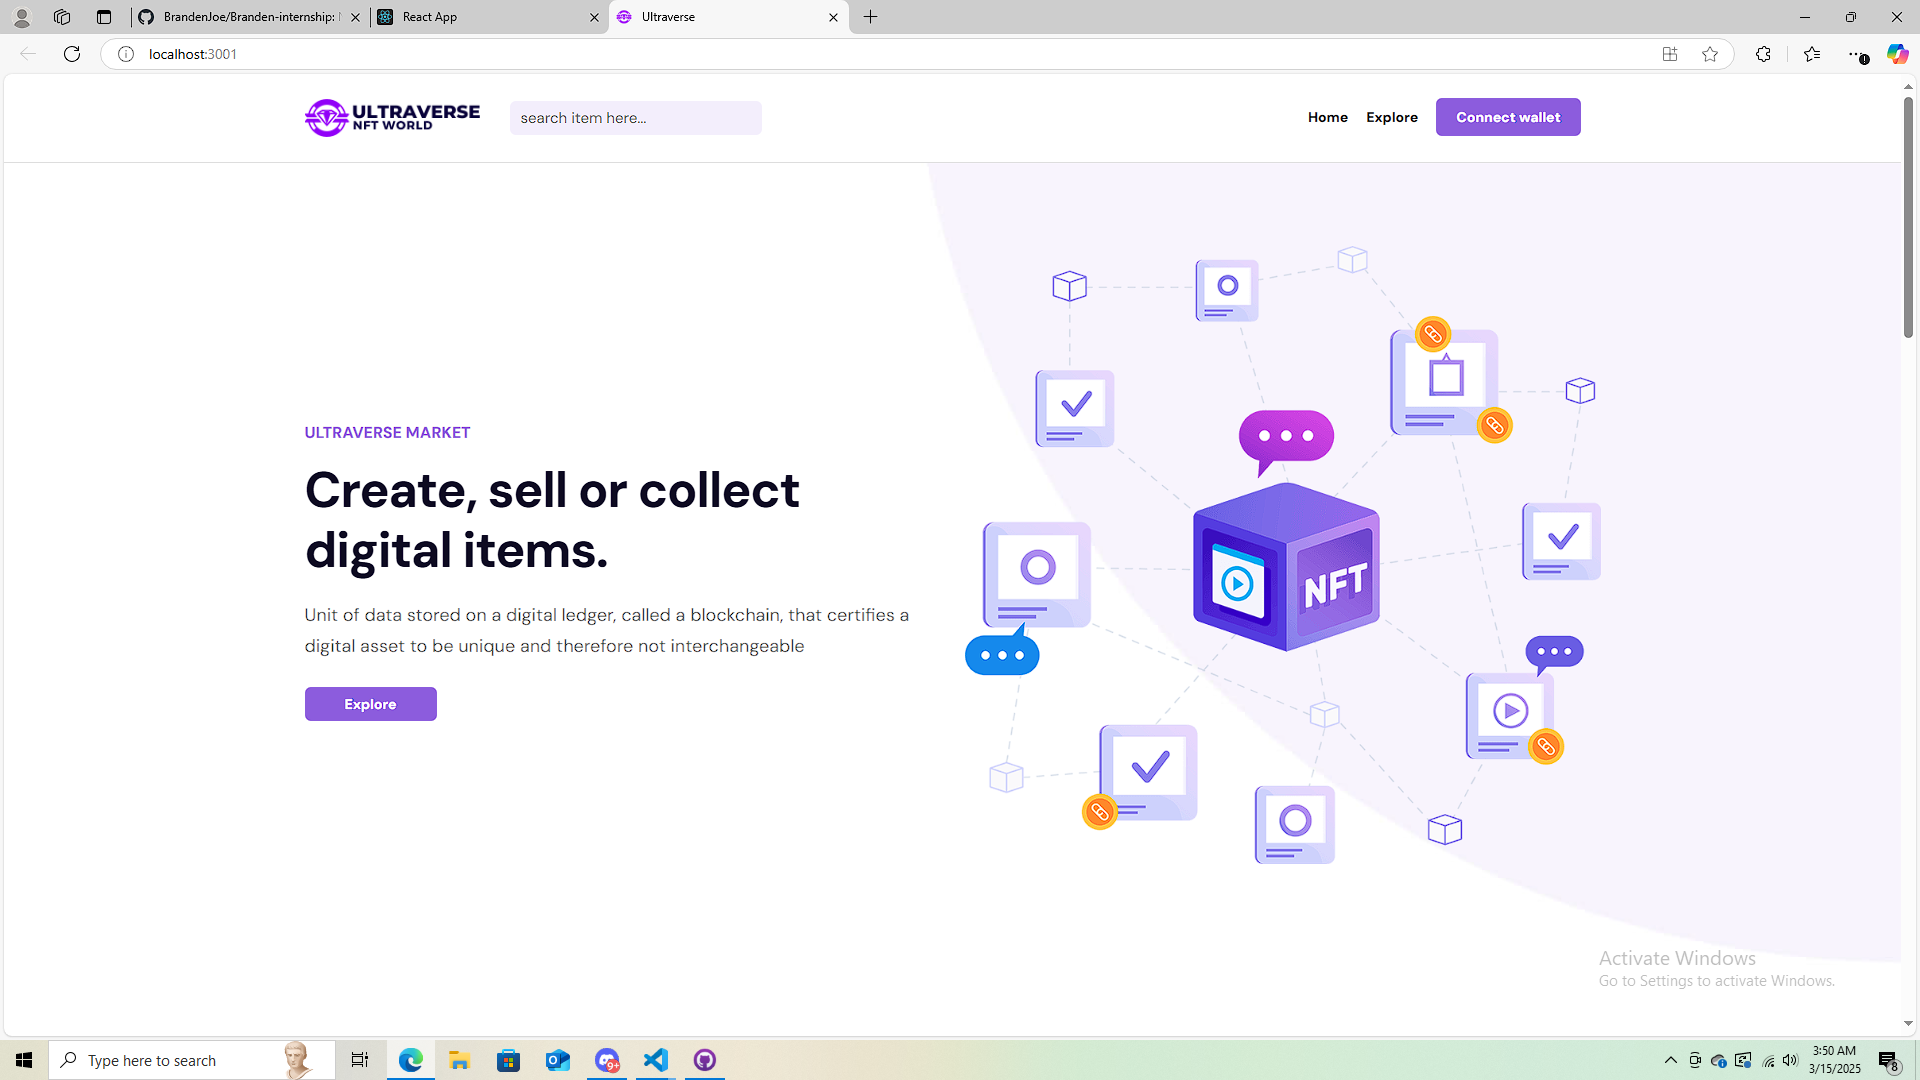 BrandenJoe/Branden-internship:
React App
Ultraverse
localhost:3001
ULTRAVERSE
NFT WORLD
search item here...
Home
Explore
Connect wallet
ULTRAVERSE MARKET
Create, sell or collect
digital items.
Unit of data stored on a digital ledger, called a blockchain, that certifies a
digital asset to be unique and therefore not interchangeable
Explore
NFT
Activate Windows
Go to Settings to activate Windows.
Type here to search
9+
3:50 AM
3/15/2025
8